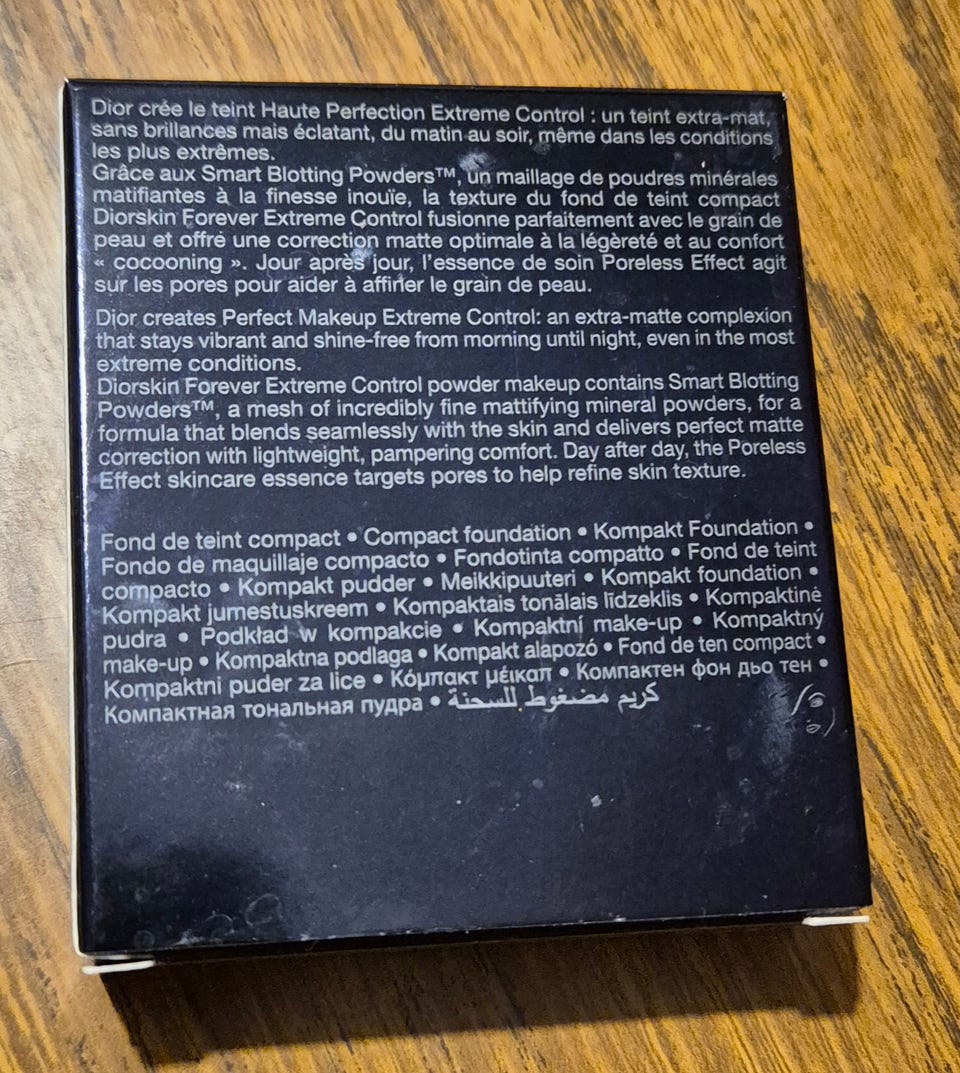 Dior crée le teint Haute Perfection Extreme Control : un teint extra-mat,
sans brillances mais éclatant, du matin au soir, même dans les conditions
les plus extrêmes.
Grâce aux Smart Blotting Powders™, un maillage de poudres minérales
matifiantes à la finesse inouïe, la texture du fond de teint compact
Diorskin Forever Extreme Control fusionne parfaitement avec le grain de
peau et offre une correction matte optimale à la légèreté et au confort
« cocooning ». Jour après jour, l’essence de soin Poreless Effect agit
sur les pores pour aider à affiner le grain de peau.
Dior creates Perfect Makeup Extreme Control: an extra-matte complexion
that stays vibrant and shine-free from morning until night, even in the most
extreme conditions.
Diorskin Forever Extreme Control powder makeup contains Smart Blotting
Powders™, a mesh of incredibly fine mattifying mineral powders, for a
formula that blends seamlessly with the skin and delivers perfect matte
correction with lightweight, pampering comfort. Day after day, the Poreless
Effect skincare essence targets pores to help refine skin texture.
Fond de teint compact • Compact foundation • Kompakt Foundation •
Fondo de maquillaje compacto • Fondotinta compatto • Fond de teint
compacto • Kompakt pudder • Meikkipuuteri • Kompakt foundation •
Kompakt jumestuskreem • Kompaktais tonālais līdzeklis • Kompaktinė
pudra • Podkład w kompakcie • Kompaktní make-up • Kompaktný
make-up • Kompaktna podlaga • Kompakt alapozó • Fond de ten compact •
Kompaktni puder za lice • Κόμπακτ μέικαπ • Компактен фон дьо тен •
Компактная тональная пудра • كريم مضغوط للسحنة